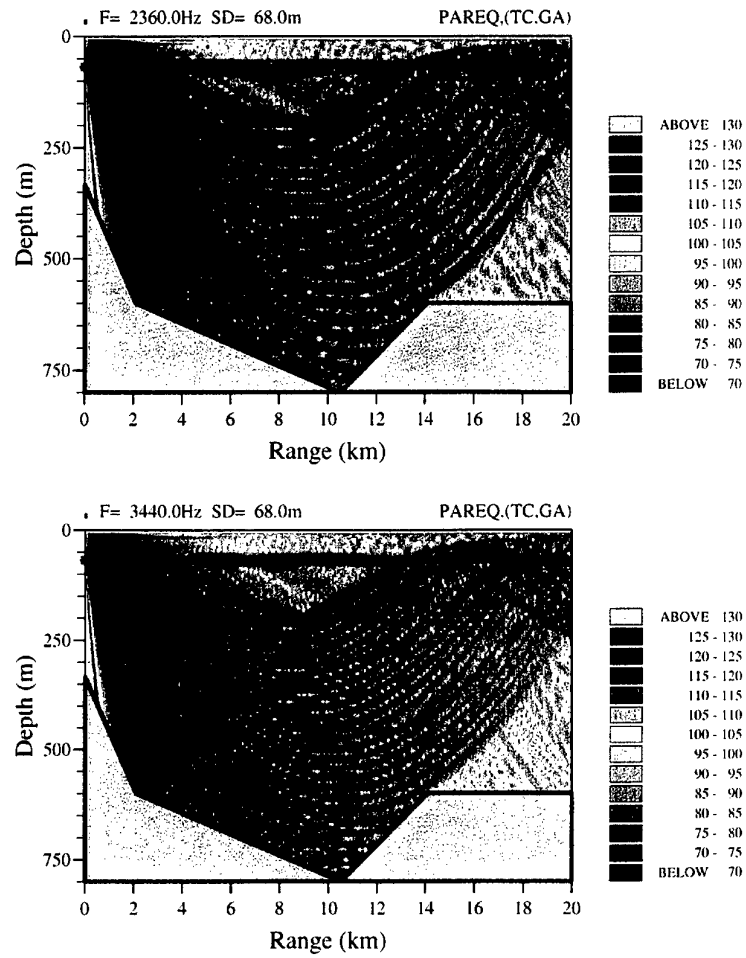 F= 2360.0Hz SD= 68.0m PAREQ,(TC,GA)
0
250
500
750
Depth (m)
0 2 4 6 8 10 12 14 16 18 20
Range (km)
ABOVE 130
125 - 130
120 - 125
115 - 120
110 - 115
105 - 110
100 - 105
95 - 100
90 - 95
85 - 90
80 - 85
75 - 80
70 - 75
BELOW 70
F= 3440.0Hz SD= 68.0m PAREQ,(TC,GA)
0
250
500
750
Depth (m)
0 2 4 6 8 10 12 14 16 18 20
Range (km)
ABOVE 130
125 - 130
120 - 125
115 - 120
110 - 115
105 - 110
100 - 105
95 - 100
90 - 95
85 - 90
80 - 85
75 - 80
70 - 75
BELOW 70